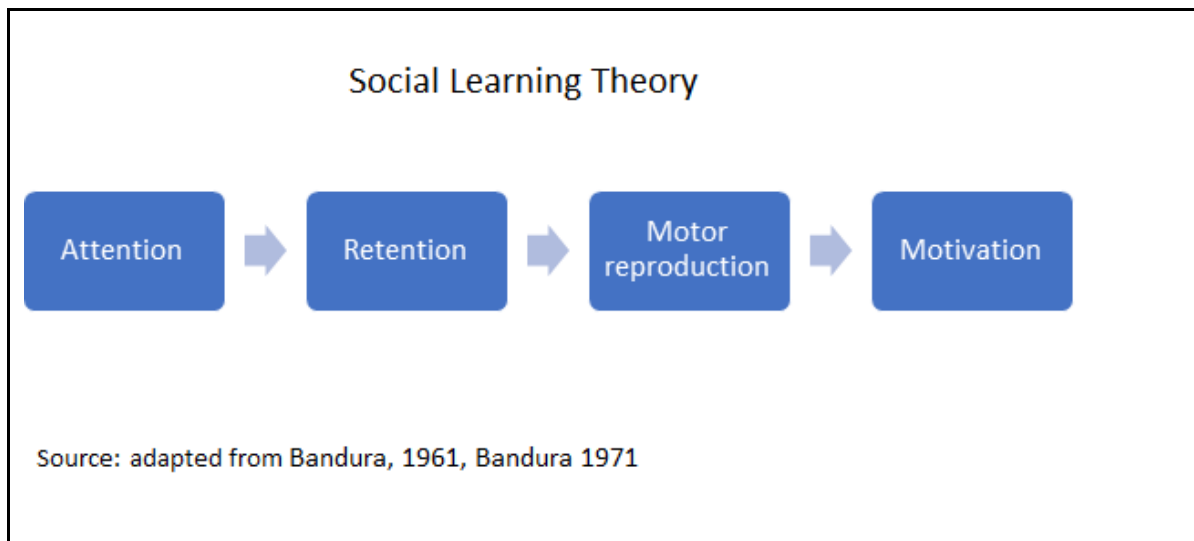 Social Learning Theory
Attention
Retention
Motor
reproduction
Motivation
Source: adapted from Bandura, 1961, Bandura 1971